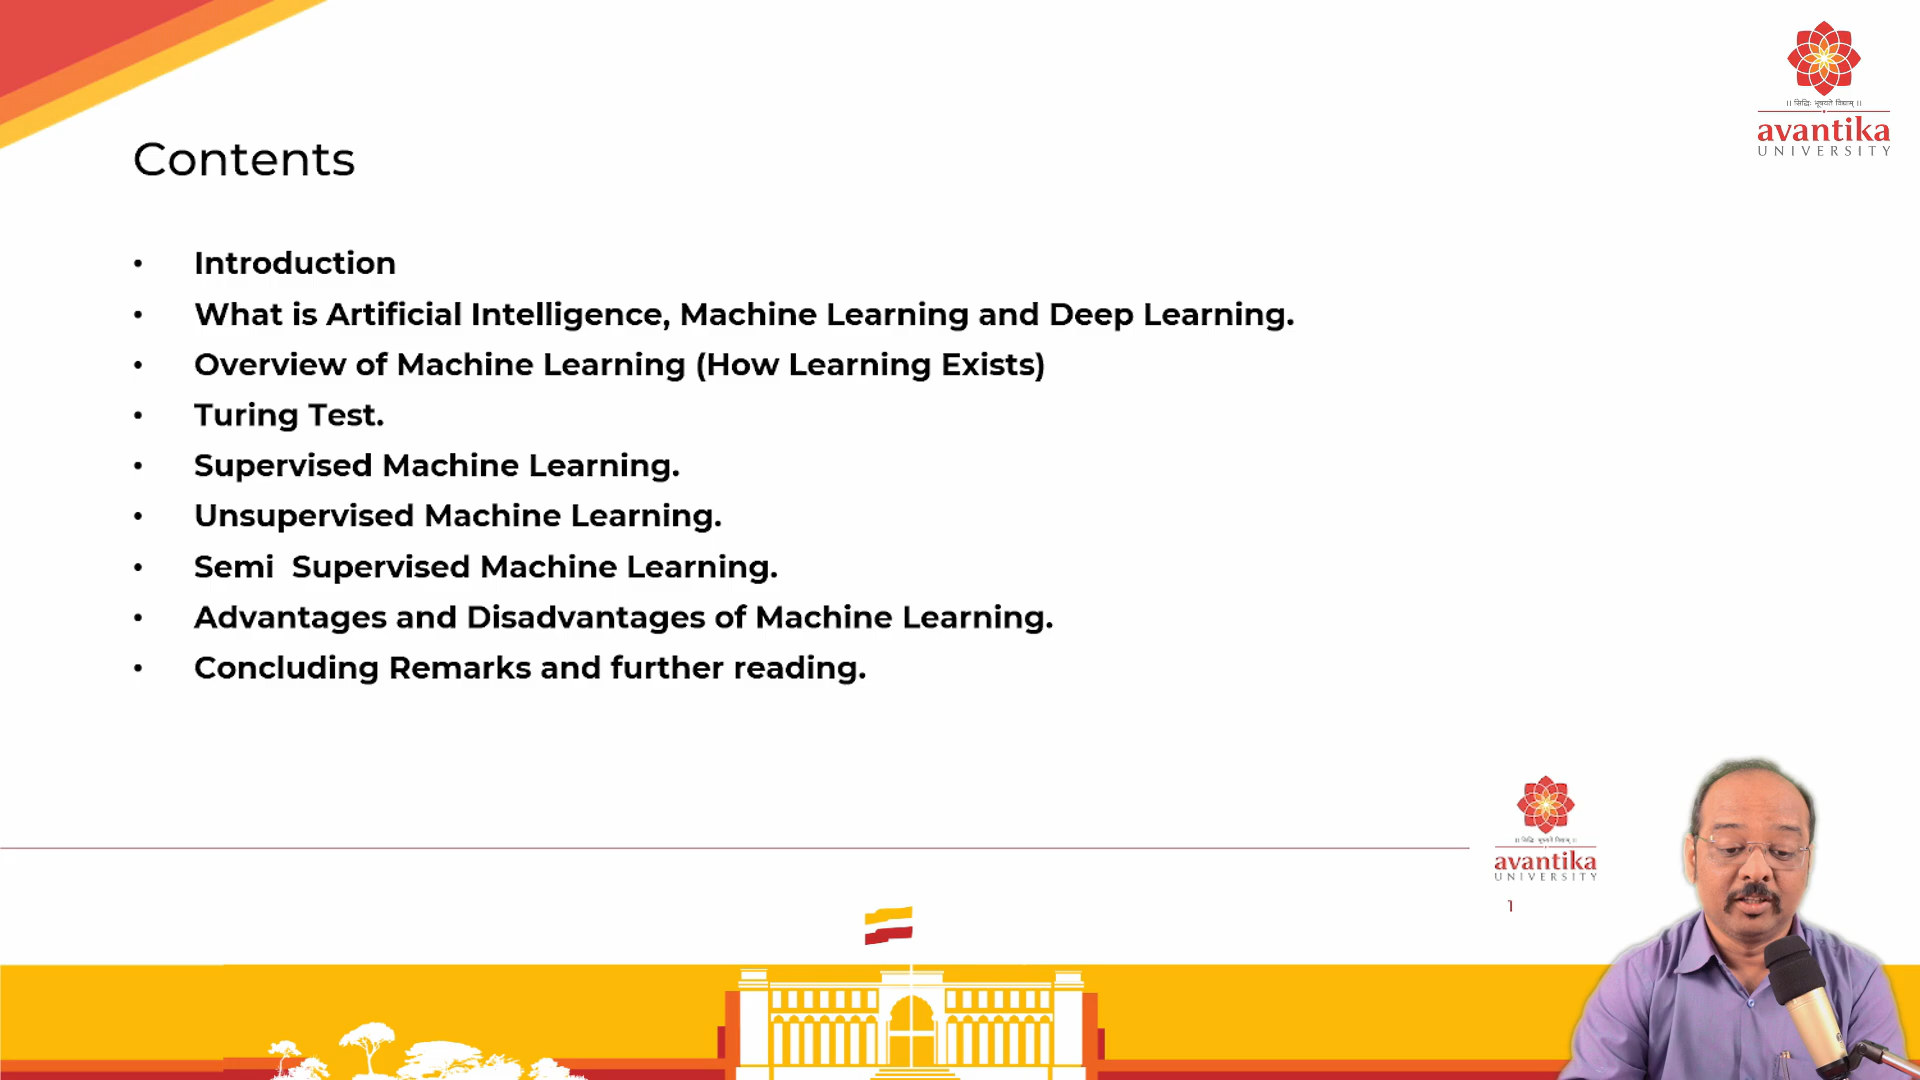 ।। सिद्धिः भूषयते विद्याम् ।।
avantika
UNIVERSITY
Contents
• Introduction
• What is Artificial Intelligence, Machine Learning and Deep Learning.
• Overview of Machine Learning (How Learning Exists)
• Turing Test.
• Supervised Machine Learning.
• Unsupervised Machine Learning.
• Semi  Supervised Machine Learning.
• Advantages and Disadvantages of Machine Learning.
• Concluding Remarks and further reading.
।। सिद्धिः भूषयते विद्याम् ।।
avantika
UNIVERSITY
1